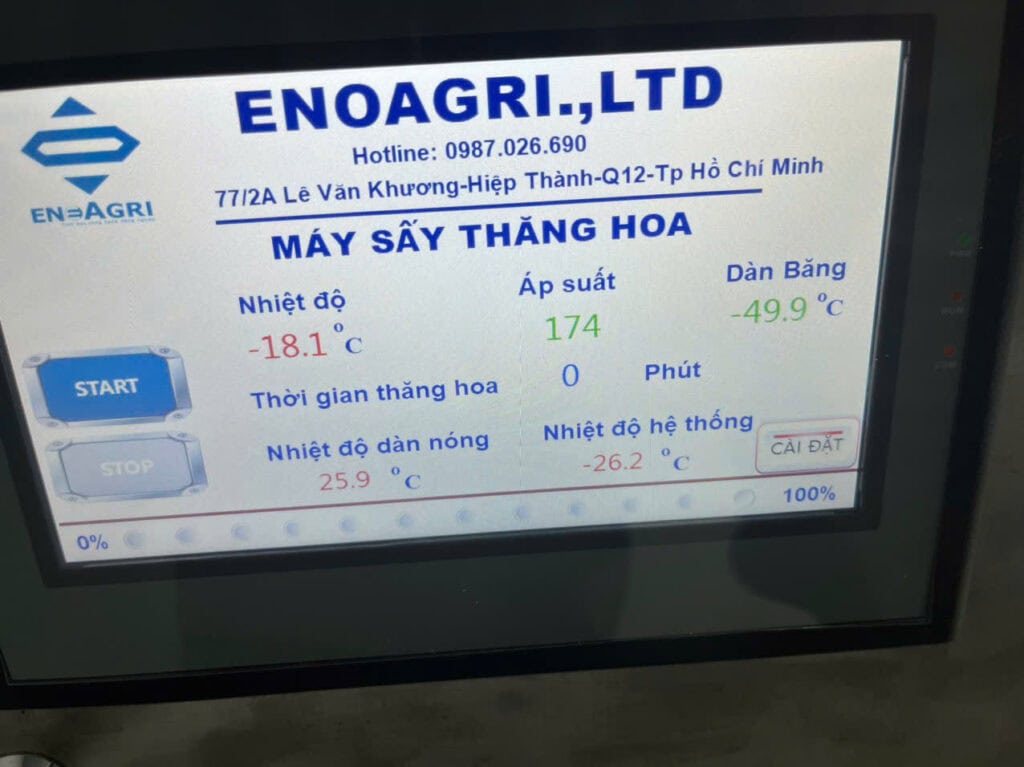 ENOAGRI.,LTD
Hotline: 0987.026.690
77/2A Lê Văn Khương-Hiệp Thành-Q12-Tp Hồ Chí Minh
ENAGRI
MÁY SẤY THĂNG HOA
Nhiệt độ
Áp suất
Dàn Băng
-18.1 °C
174
-49.9 °C
START
Thời gian thăng hoa 0 Phút
STOP
Nhiệt độ dàn nóng
Nhiệt độ hệ thống
25.9 °C
-26.2 °C
CÀI ĐẶT
0%
100%